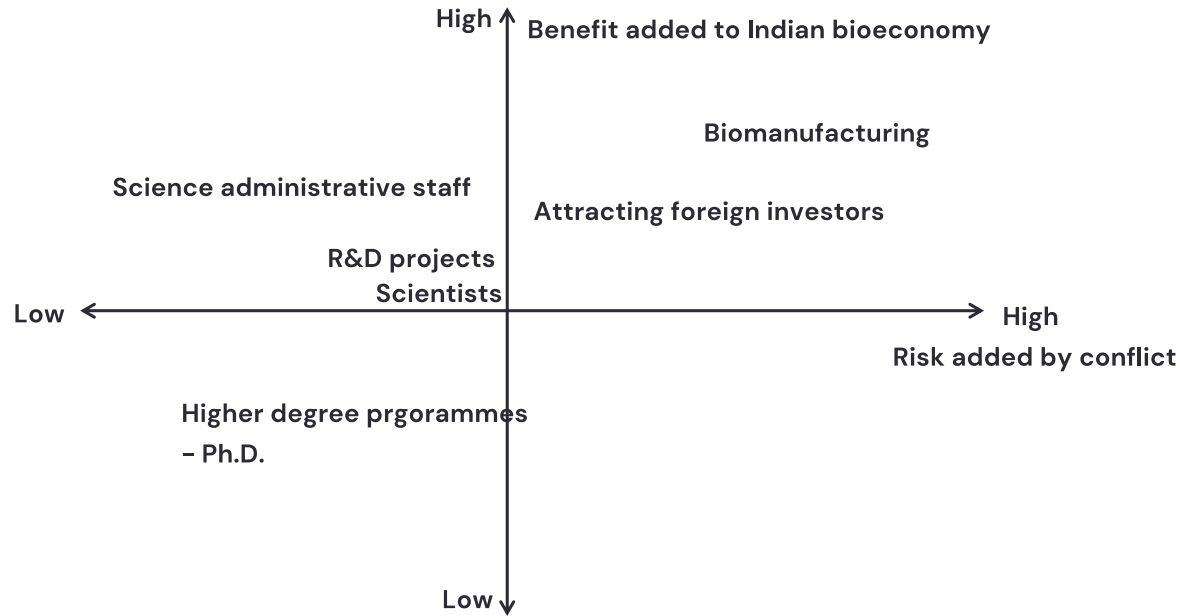 High
Benefit added to Indian bioeconomy
Biomanufacturing
Science administrative staff
Attracting foreign investors
R&D projects
Scientists
Low
High
Risk added by conflict
Higher degree prgorammes
– Ph.D.
Low